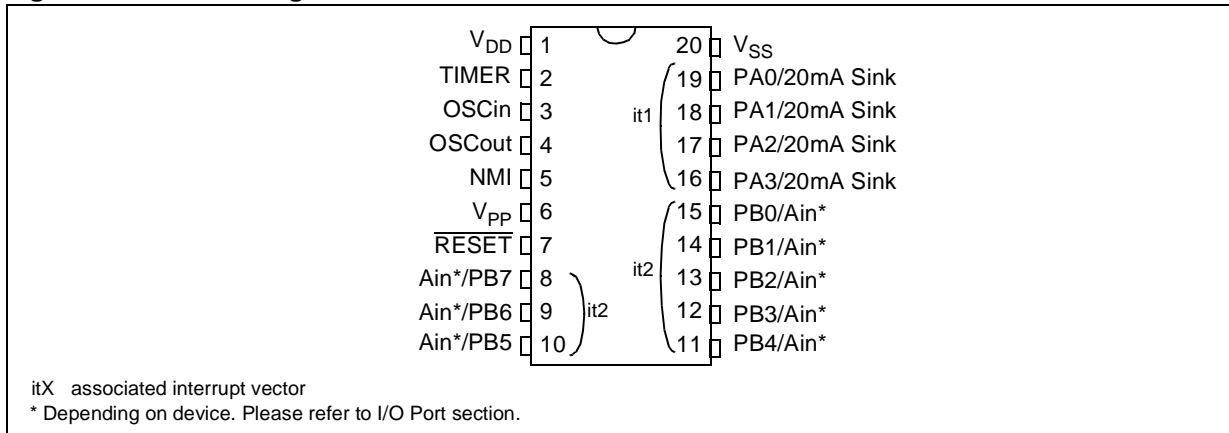 V_DD 1 20 V_SS
TIMER 2 19 PA0/20mA Sink
OSCin 3 it1 18 PA1/20mA Sink
OSCout 4 17 PA2/20mA Sink
NMI 5 16 PA3/20mA Sink
V_PP 6 15 PB0/Ain*
RESET 7 14 PB1/Ain*
Ain*/PB7 8 it2 13 PB2/Ain*
Ain*/PB6 9 it2 12 PB3/Ain*
Ain*/PB5 10 11 PB4/Ain*
itX associated interrupt vector
* Depending on device. Please refer to I/O Port section.